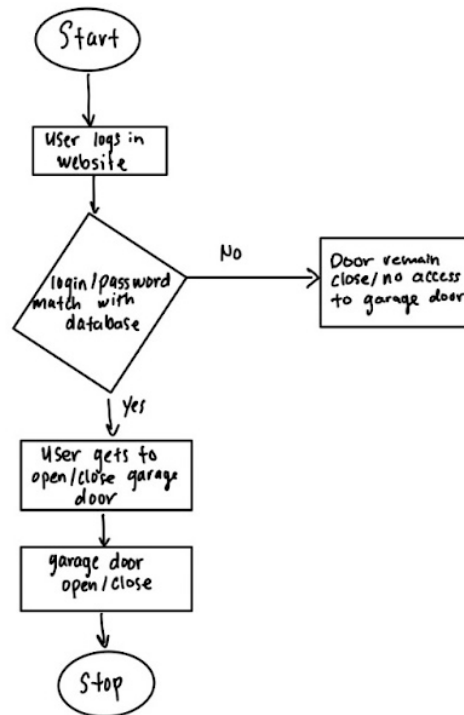 Start
User logs in
website
login/password
match with
database
No
Door remain
close/no access
to garage door
Yes
User gets to
open/close garage
door
garage door
open/close
Stop